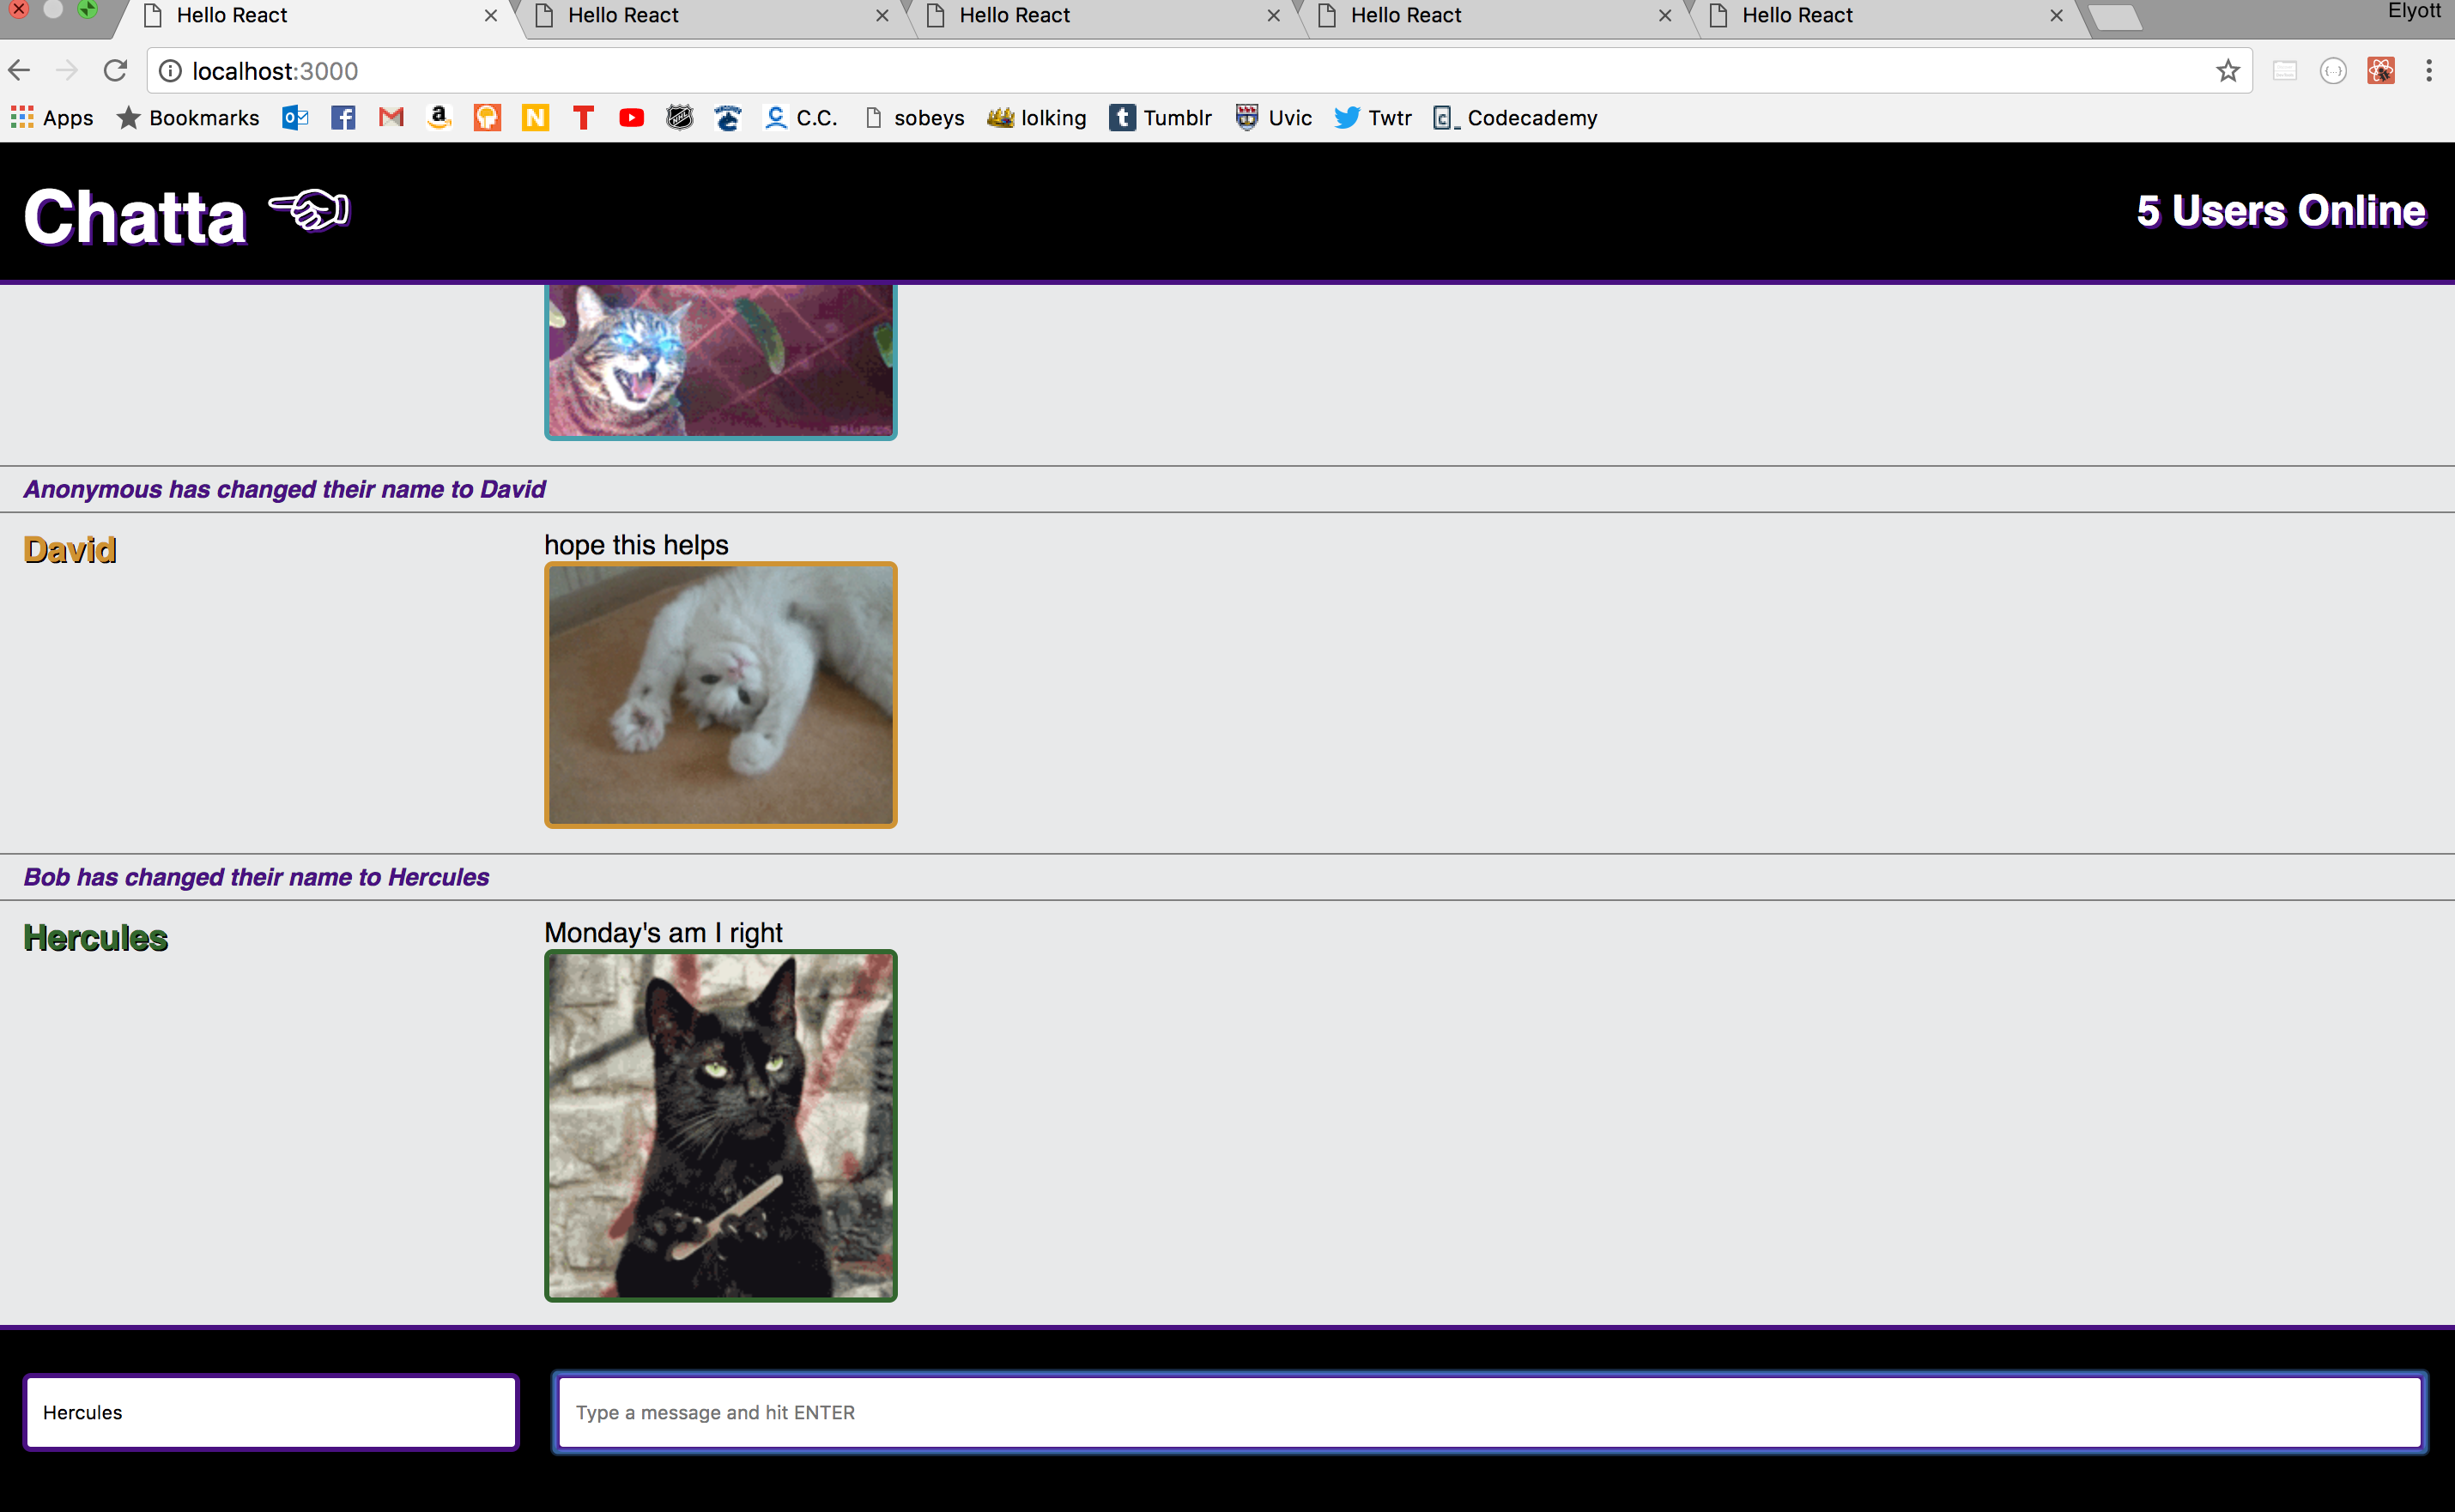 Hello React
Hello React
Hello React
Hello React
Hello React
Elyott
localhost:3000
Apps
Bookmarks
C.C.
sobeys
lolking
Tumblr
Uvic
Twtr
Codecademy
Chatta
5 Users Online
Anonymous has changed their name to David
David
hope this helps
Bob has changed their name to Hercules
Hercules
Monday's am I right
Hercules
Type a message and hit ENTER